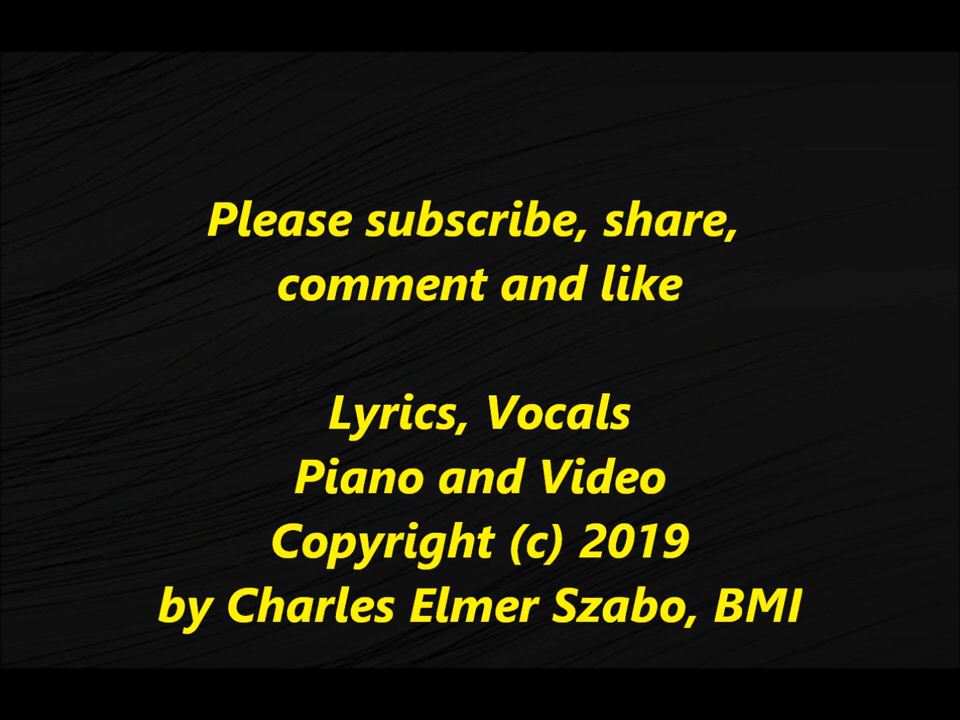 Please subscribe, share,
comment and like
Lyrics, Vocals
Piano and Video
Copyright (c) 2019
by Charles Elmer Szabo, BMI